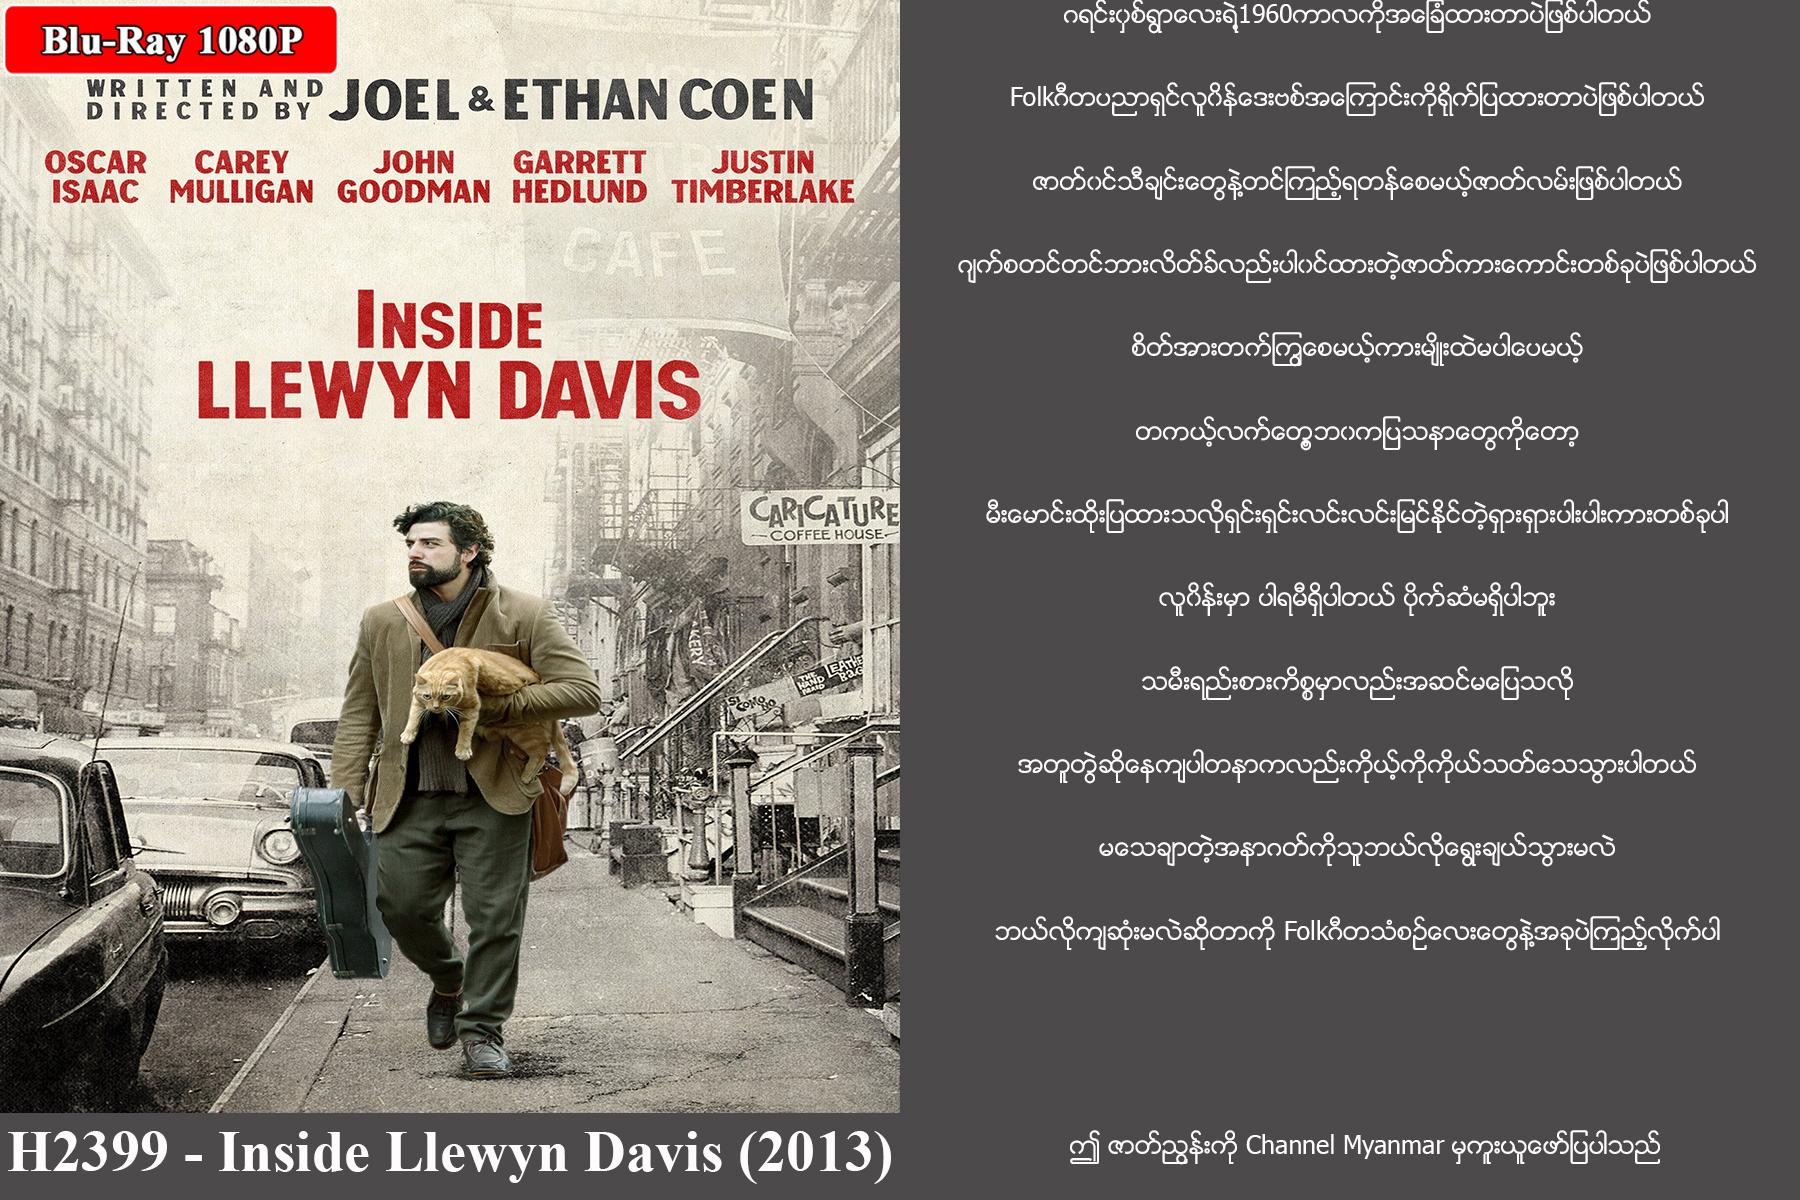 Blu-Ray 1080P
WRITTEN AND
DIRECTED BY JOEL & ETHAN COEN
OSCAR ISAAC
CAREY MULLIGAN
JOHN GOODMAN
GARRETT HEDLUND
JUSTIN TIMBERLAKE
CAFE
INSIDE
LLEWYN DAVIS
CARICATURE
COFFEE HOUSE
THE HAND MAID
LEATHER BAG
H2399 - Inside Llewyn Davis (2013)
ဂရင်းဝှစ်ရွာလေးရဲ့1960ကာလကိုအခြေံထားတာပဲဖြစ်ပါတယ်
Folkဂီတပညာရှင်လူဂိန်ဒေးဗစ်အကြောင်းကိုရိုက်ပြထားတာပဲဖြစ်ပါတယ်
ဇာတ်ဝင်သီချင်းတွေနဲ့တင်ကြည့်ရတန်စေမယ့်ဇာတ်လမ်းဖြစ်ပါတယ်
ဂျက်စတင်တင်ဘားလိတ်ခ်လည်းပါဝင်ထားတဲ့ဇာတ်ကားကောင်းတစ်ခုပဲဖြစ်ပါတယ်
စိတ်အားတက်ကြွစေမယ့်ကားမျိုးထဲမပါပေမယ့်
တကယ့်လက်တွေ့ဘဝကပြသနာတွေကိုတော့
မီးမောင်းထိုးပြထားသလိုရှင်းရှင်းလင်းလင်းမြင်နိုင်တဲ့ရှားရှားပါးပါးကားတစ်ခုပါ
လူဂိန်းမှာ ပါရမီရှိပါတယ် ပိုက်ဆံမရှိပါဘူး
သမီးရည်းစားကိစ္စမှာလည်းအဆင်မပြေသလို
အတူတွဲဆိုနေကျပါတနာကလည်းကိုယ့်ကိုကိုယ်သတ်သေသွားပါတယ်
မသေချာတဲ့အနာဂတ်ကိုသူဘယ်လိုရွေးချယ်သွားမလဲ
ဘယ်လိုကျဆုံးမလဲဆိုတာကို Folkဂီတသံစဉ်လေးတွေနဲ့အခုပဲကြည့်လိုက်ပါ
ဤ ဇာတ်ညွှန်းကို Channel Myanmar မှကူးယူဖော်ပြပါသည်